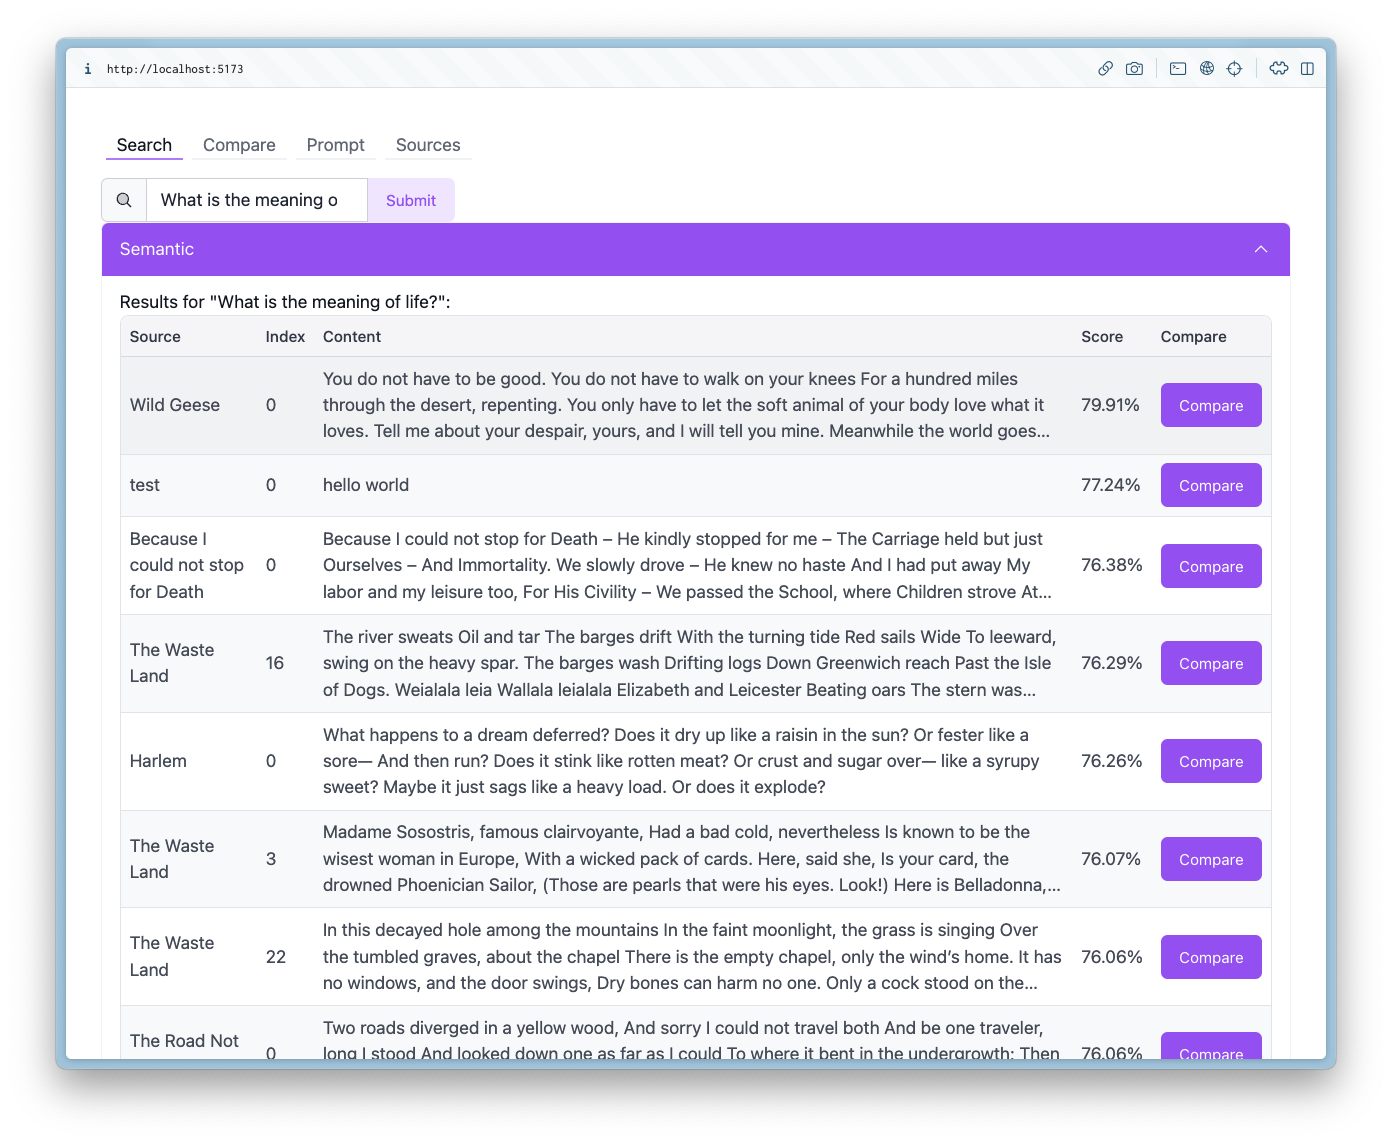 http://localhost:5173
Search Compare Prompt Sources
What is the meaning o Submit
Semantic
Results for "What is the meaning of life?":
Source Index Content Score Compare
Wild Geese 0 You do not have to be good. You do not have to walk on your knees For a hundred miles
through the desert, repenting. You only have to let the soft animal of your body love what it
loves. Tell me about your despair, yours, and I will tell you mine. Meanwhile the world goes...
79.91% Compare
test 0 hello world 77.24% Compare
Because I
could not stop
for Death
0
Because I could not stop for Death – He kindly stopped for me – The Carriage held but just
Ourselves – And Immortality. We slowly drove – He knew no haste And I had put away My
labor and my leisure too, For His Civility – We passed the School, where Children strove At...
76.38% Compare
The Waste
Land
16
The river sweats Oil and tar The barges drift With the turning tide Red sails Wide To leeward,
swing on the heavy spar. The barges wash Drifting logs Down Greenwich reach Past the Isle
of Dogs. Weialala leia Wallala leialala Elizabeth and Leicester Beating oars The stern was...
76.29% Compare
Harlem 0
What happens to a dream deferred? Does it dry up like a raisin in the sun? Or fester like a
sore— And then run? Does it stink like rotten meat? Or crust and sugar over— like a syrupy
sweet? Maybe it just sags like a heavy load. Or does it explode?
76.26% Compare
The Waste
Land
3
Madame Sosostris, famous clairvoyante, Had a bad cold, nevertheless Is known to be the
wisest woman in Europe, With a wicked pack of cards. Here, said she, Is your card, the
drowned Phoenician Sailor, (Those are pearls that were his eyes. Look!) Here is Belladonna,...
76.07% Compare
The Waste
Land
22
In this decayed hole among the mountains In the faint moonlight, the grass is singing Over
the tumbled graves, about the chapel There is the empty chapel, only the wind's home. It has
no windows, and the door swings, Dry bones can harm no one. Only a cock stood on the...
76.06% Compare
The Road Not
0
Two roads diverged in a yellow wood, And sorry I could not travel both And be one traveler,
long I stood And looked down one as far as I could To where it bent in the undergrowth; Then
76.06% Compare